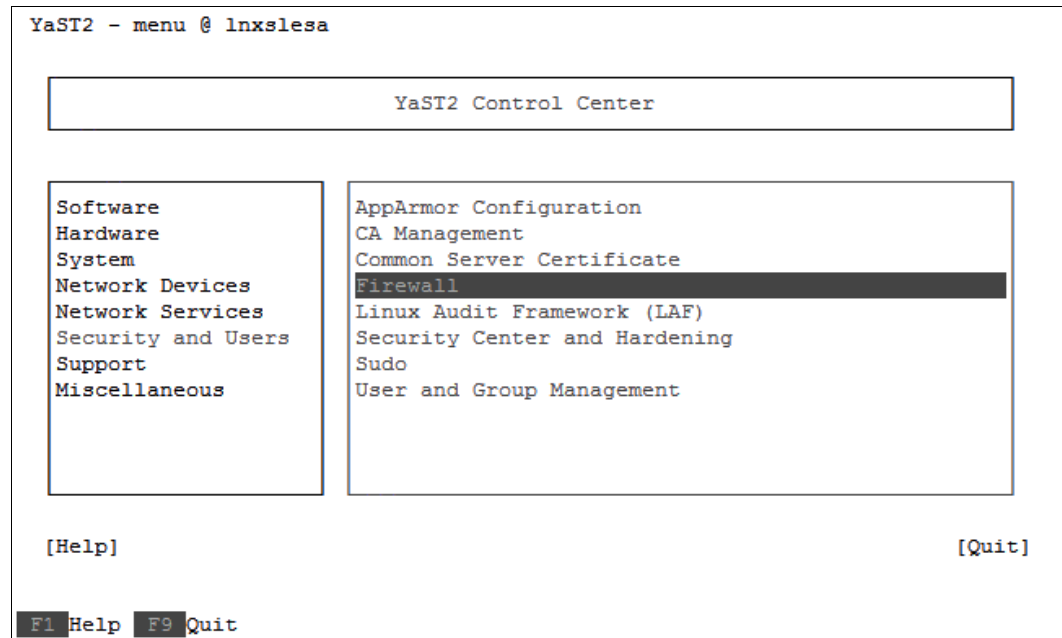 YaST2 - menu @ lnxslesa
YaST2 Control Center
Software
Hardware
System
Network Devices
Network Services
Security and Users
Support
Miscellaneous
AppArmor Configuration
CA Management
Common Server Certificate
Firewall
Linux Audit Framework (LAF)
Security Center and Hardening
Sudo
User and Group Management
[Help] [Quit]
F1 Help F9 Quit